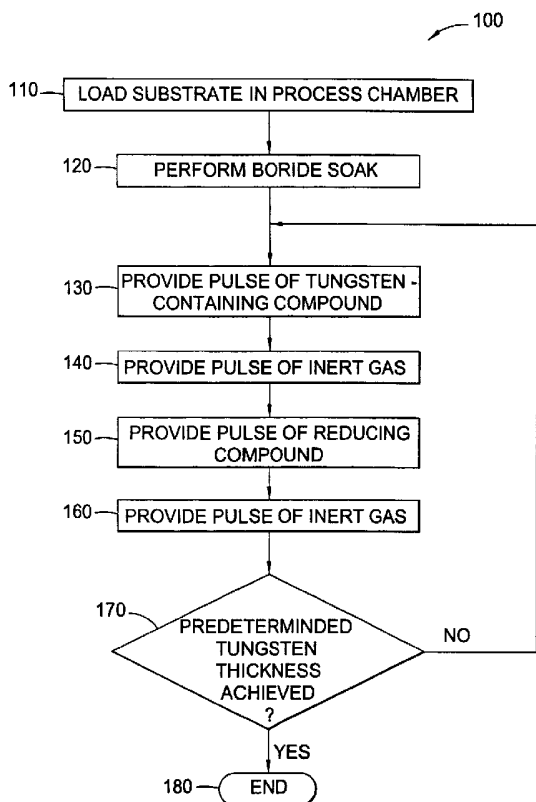 100
110
LOAD SUBSTRATE IN PROCESS CHAMBER
120
PERFORM BORIDE SOAK
130
PROVIDE PULSE OF TUNGSTEN -
CONTAINING COMPOUND
140
PROVIDE PULSE OF INERT GAS
150
PROVIDE PULSE OF REDUCING
COMPOUND
160
PROVIDE PULSE OF INERT GAS
170
PREDETERMINDED
TUNGSTEN
THICKNESS
ACHIEVED
?
NO
YES
180
END